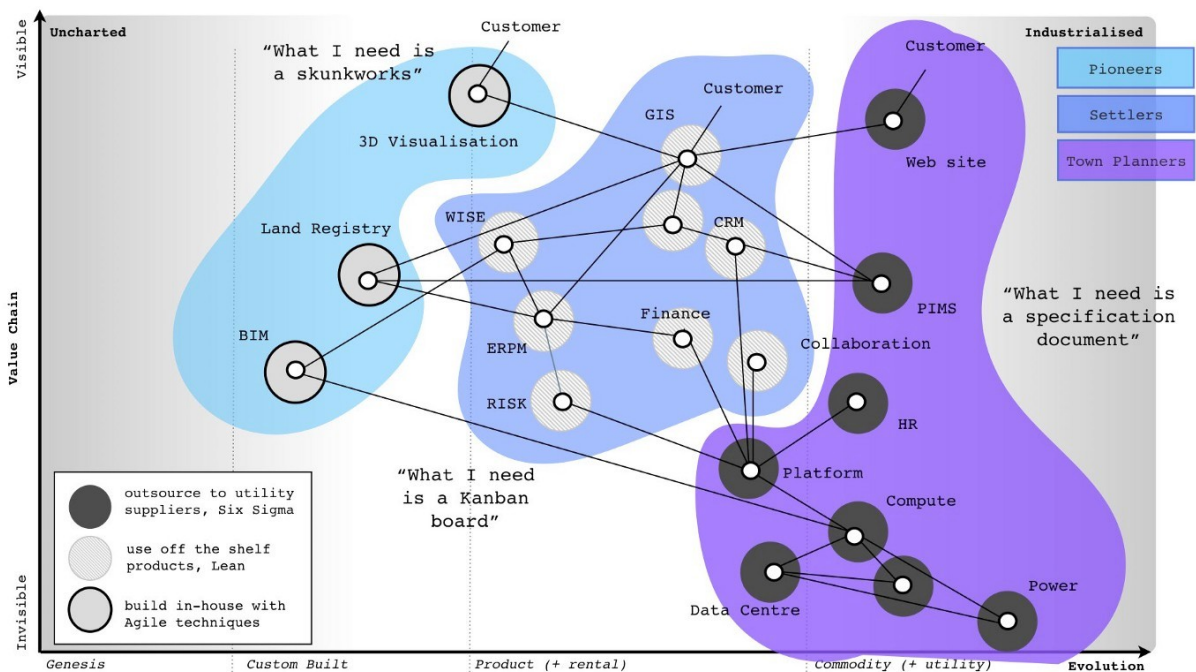 Uncharted
Industrialised
Customer
Customer
Customer
“What I need is
a skunkworks”
Pioneers
Settlers
Town Planners
GIS
3D Visualisation
Web site
WISE
CRM
Land Registry
“What I need is
a specification
document”
PIMS
Finance
BIM
ERPM
Collaboration
RISK
HR
“What I need
is a Kanban
board”
Platform
Compute
Data Centre
Power
outsource to utility
suppliers, Six Sigma
use off the shelf
products, Lean
build in-house with
Agile techniques
Visible
Value Chain
Invisible
Genesis
Custom Built
Product (+ rental)
Commodity (+ utility)
Evolution